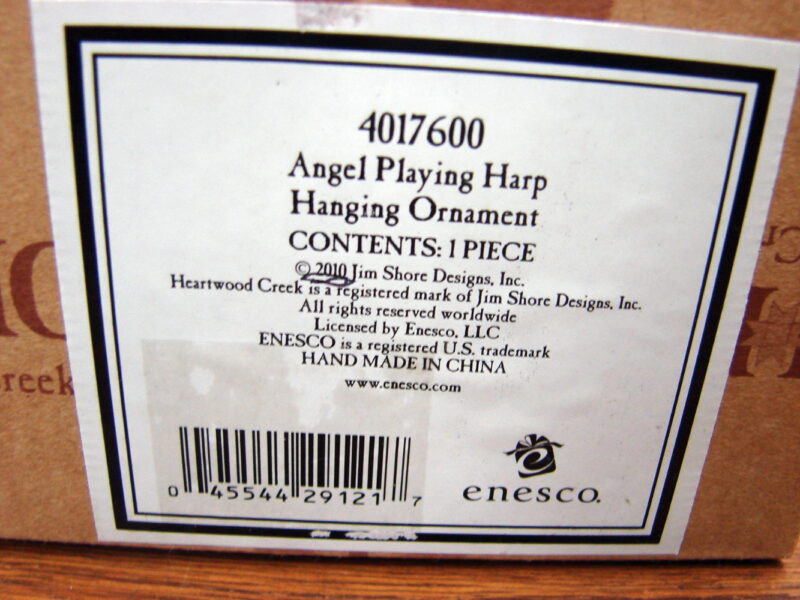 4017600
Angel Playing Harp
Hanging Ornament
CONTENTS: 1 PIECE
© 2010 Jim Shore Designs, Inc.
Heartwood Creek is a registered mark of Jim Shore Designs, Inc.
All rights reserved worldwide
Licensed by Enesco, LLC
ENESCO is a registered U.S. trademark
HAND MADE IN CHINA
www.enesco.com
0 45544 29121 7
enesco.
reek